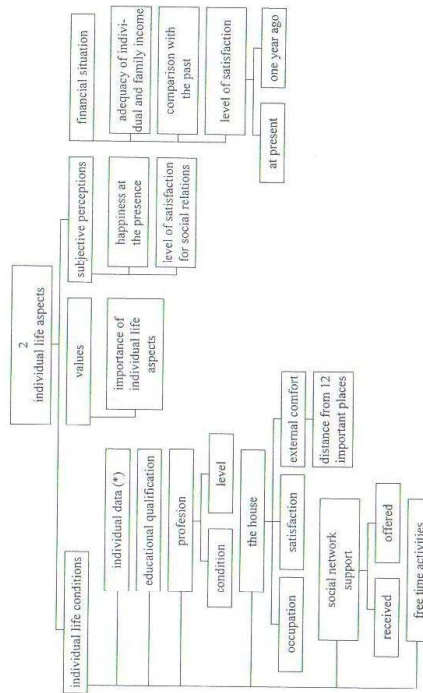 2
individual life aspects
individual life conditions
individual data (*)
educational qualification
profesion
condition
level
the house
occupation
satisfaction
external comfort
distance from 12
important places
social network
support
received
offered
free time activities
values
importance of
individual life
aspects
subjective perceptions
happiness at
the presence
level of satisfaction
for social relations
financial situation
adequacy of indivi-
dual and family income
comparison with
the past
level of satisfaction
at present
one year ago